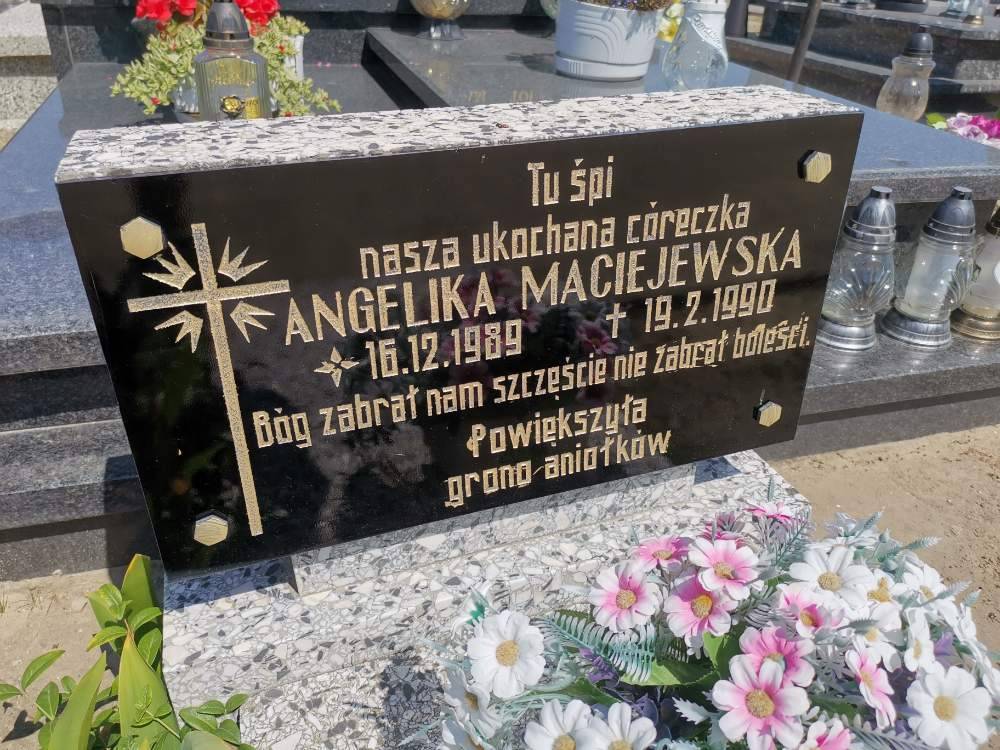 Tu śpi
nasza ukochana córeczka
ANGELIKA MACIEJEWSKA
16.12.1989 † 19.2.1990
Bóg zabrał nam szczęście nie zabrał boleści.
Powiększyła
grono aniołków